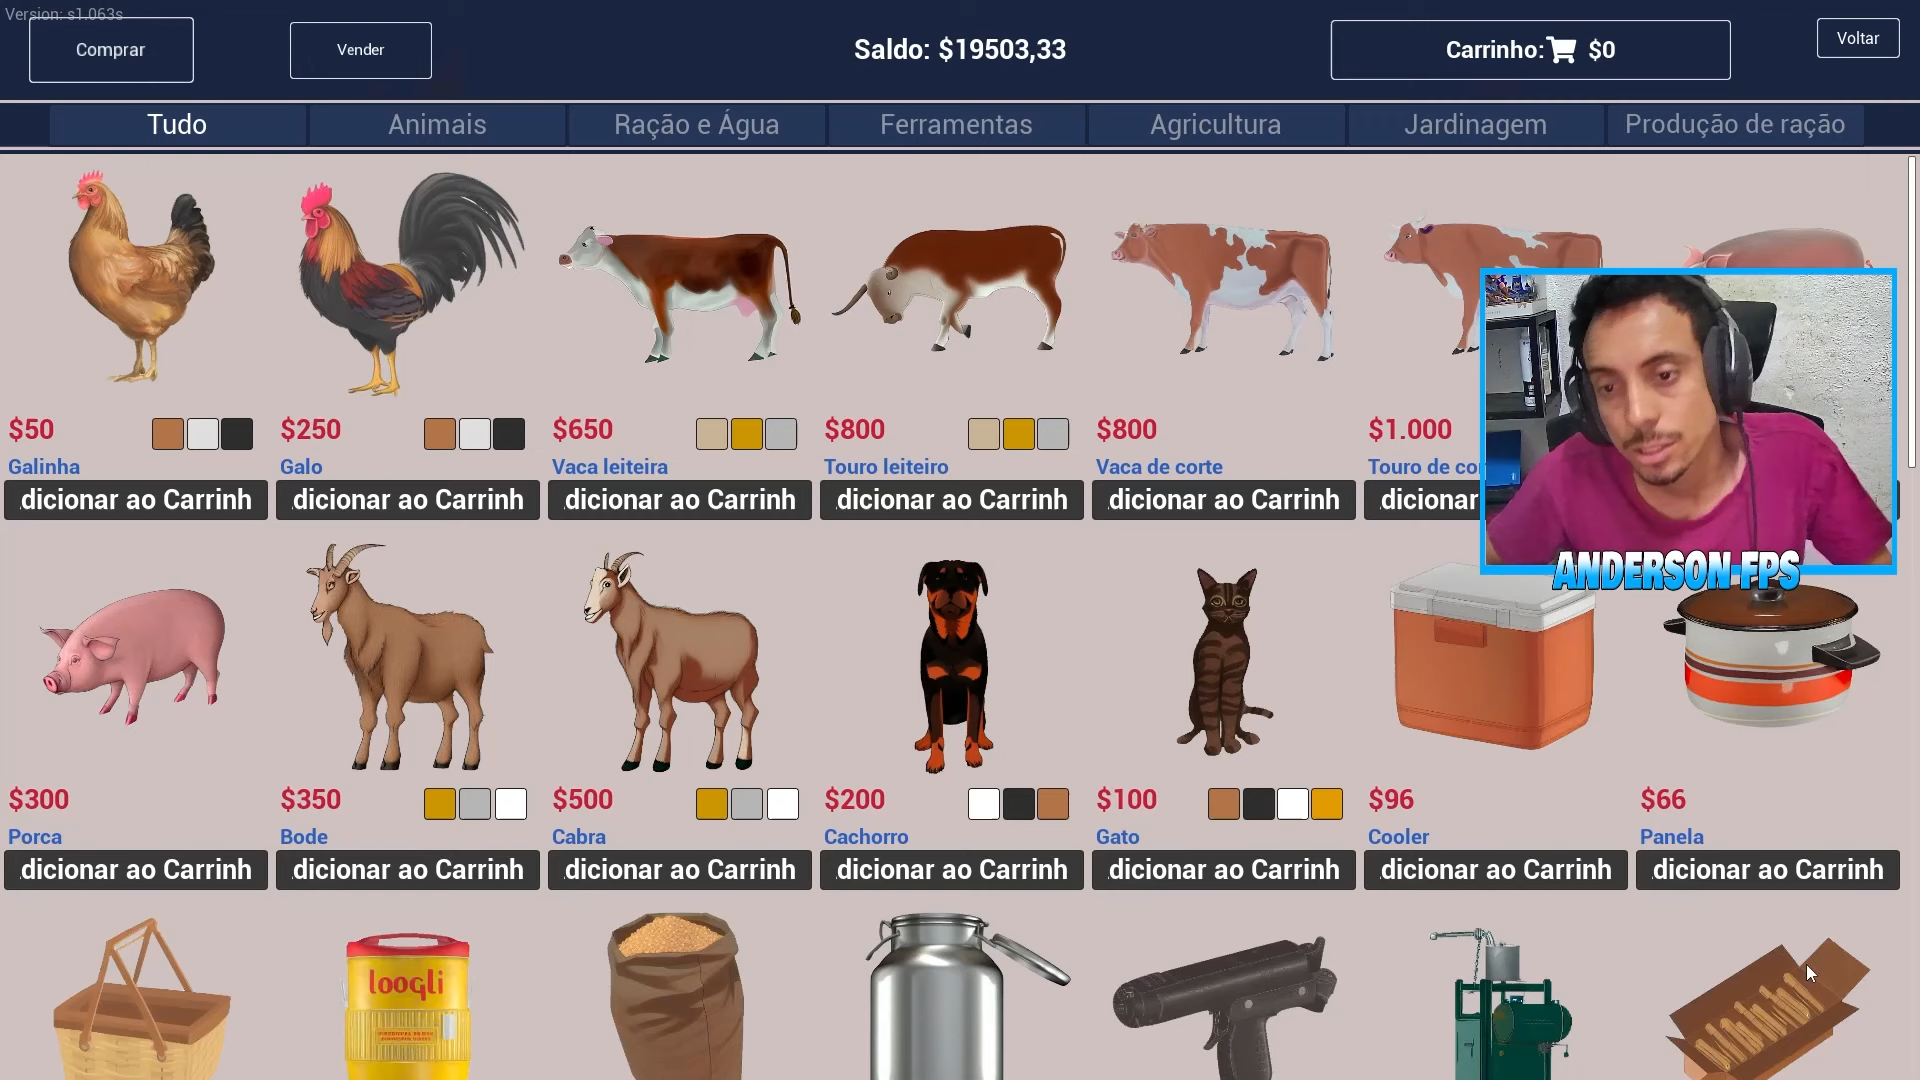 Version: s1.063s
Comprar
Vender
Saldo: $19503,33
Carrinho: $0
Voltar
Tudo
Animais
Ração e Água
Ferramentas
Agricultura
Jardinagem
Produção de ração
$50
$250
$650
$800
$800
$1.000
Galinha
Galo
Vaca leiteira
Touro leiteiro
Vaca de corte
Touro de co
dicionar ao Carrinh
dicionar ao Carrinh
dicionar ao Carrinh
dicionar ao Carrinh
dicionar ao Carrinh
dicionar
ANDERSON FPS
$300
$350
$500
$200
$100
$96
$66
Porca
Bode
Cabra
Cachorro
Gato
Cooler
Panela
dicionar ao Carrinh
dicionar ao Carrinh
dicionar ao Carrinh
dicionar ao Carrinh
dicionar ao Carrinh
dicionar ao Carrinh
dicionar ao Carrinh
loogli